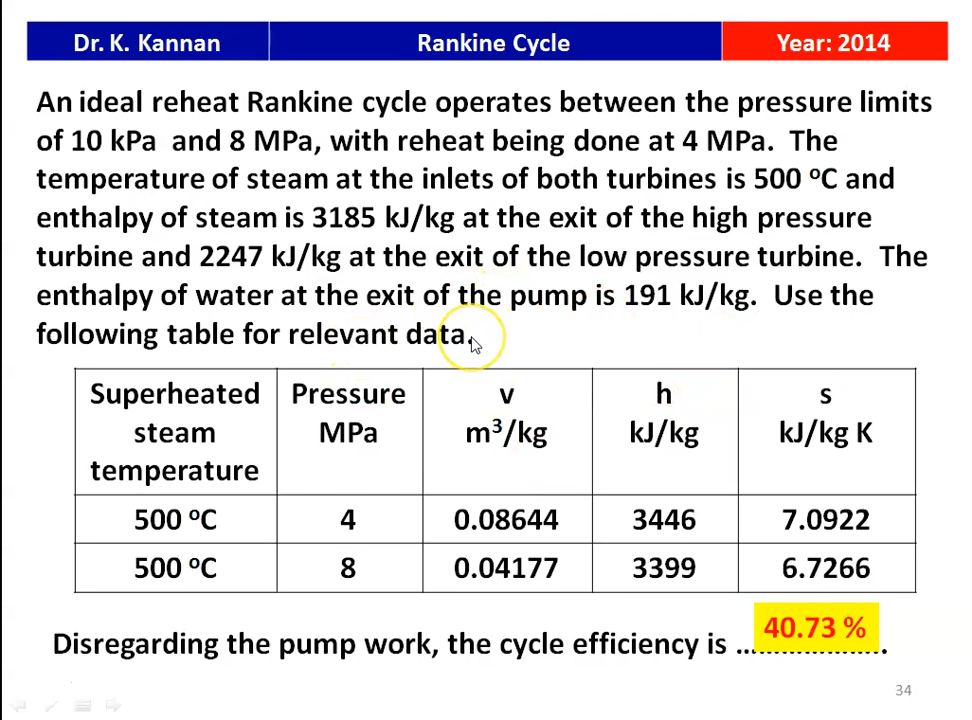 Dr. K. Kannan Rankine Cycle Year: 2014
An ideal reheat Rankine cycle operates between the pressure limits
of 10 kPa and 8 MPa, with reheat being done at 4 MPa. The
temperature of steam at the inlets of both turbines is 500 ºC and
enthalpy of steam is 3185 kJ/kg at the exit of the high pressure
turbine and 2247 kJ/kg at the exit of the low pressure turbine. The
enthalpy of water at the exit of the pump is 191 kJ/kg. Use the
following table for relevant data.
Superheated Pressure v h s
steam MPa m³/kg kJ/kg kJ/kg K
temperature
500 ºC 4 0.08644 3446 7.0922
500 ºC 8 0.04177 3399 6.7266
40.73 %
Disregarding the pump work, the cycle efficiency is ........................
34